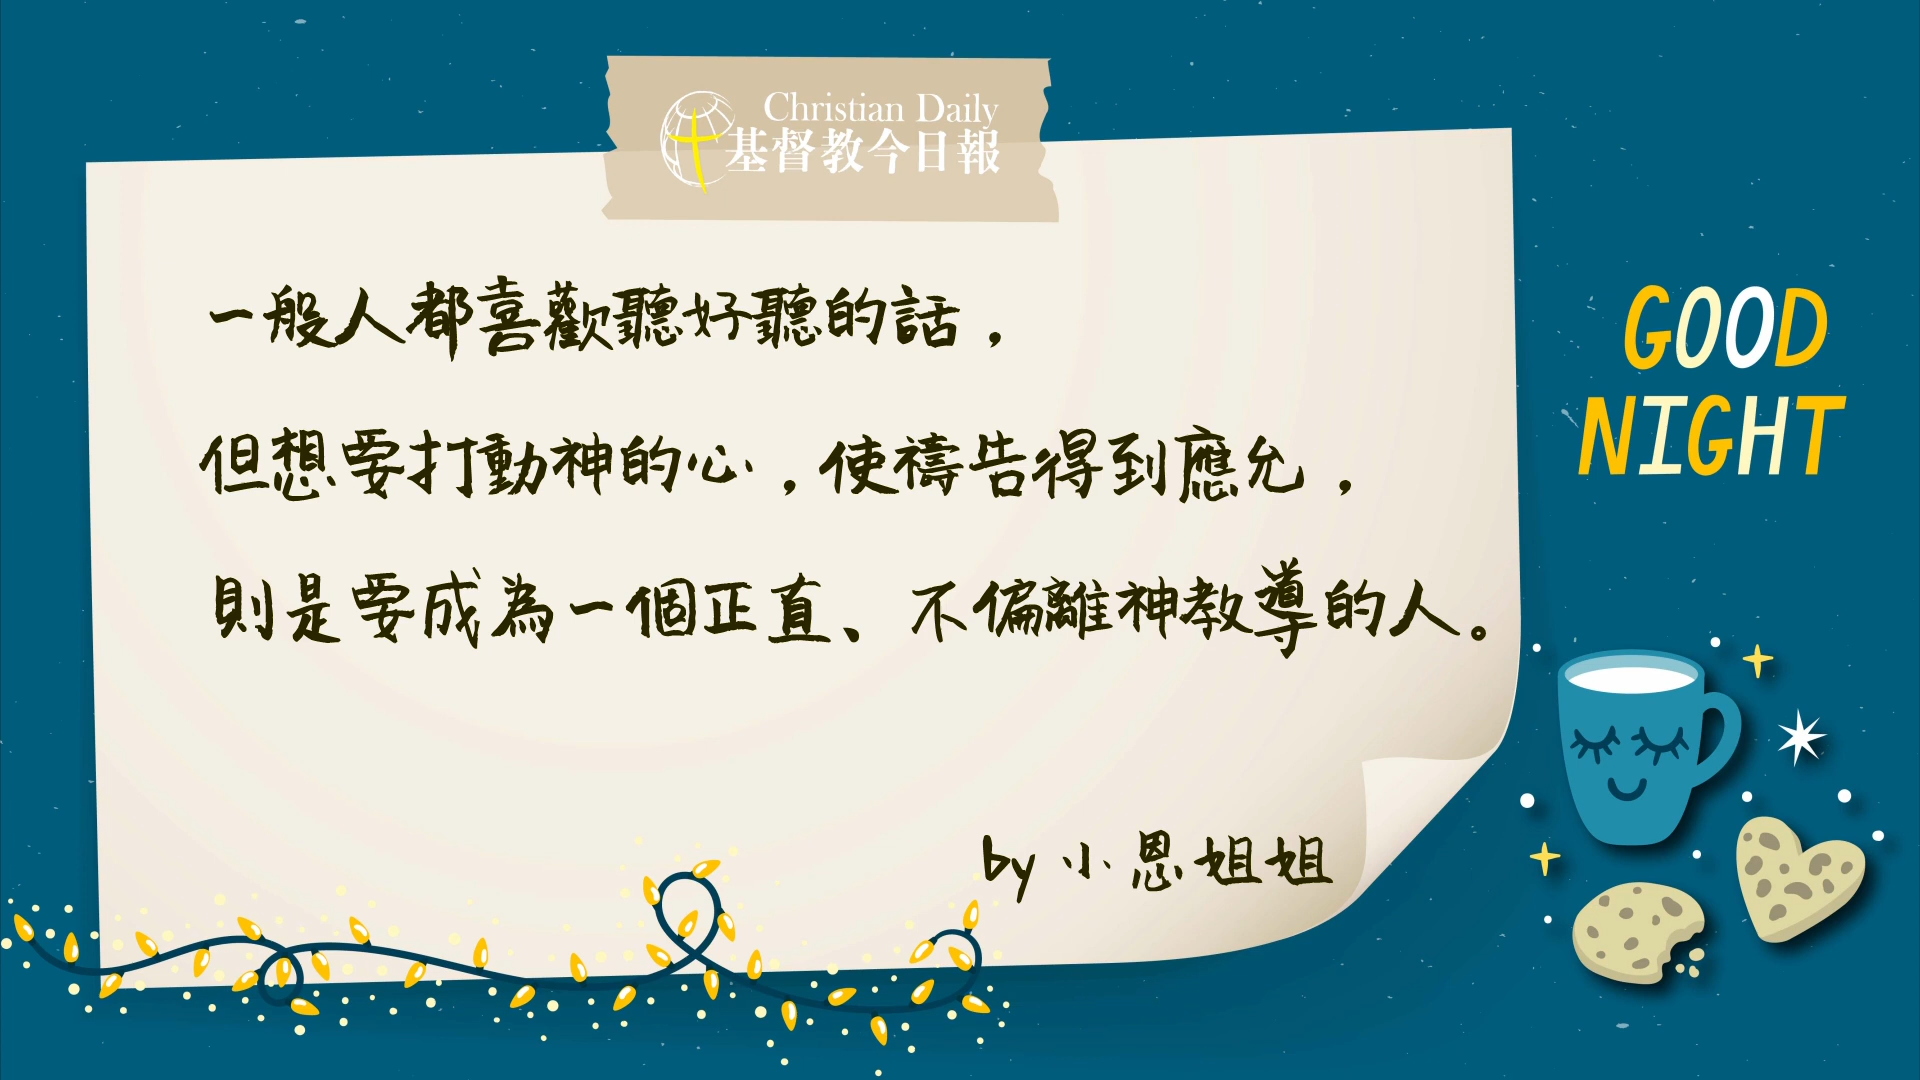 Christian Daily
基督教今日報
一般人都喜歡聽好聽的話，
但想要打動神的心，使禱告得到應允，
則是要成為一個正直、不偏離神教導的人。
by 小恩姐姐
GOOD
NIGHT